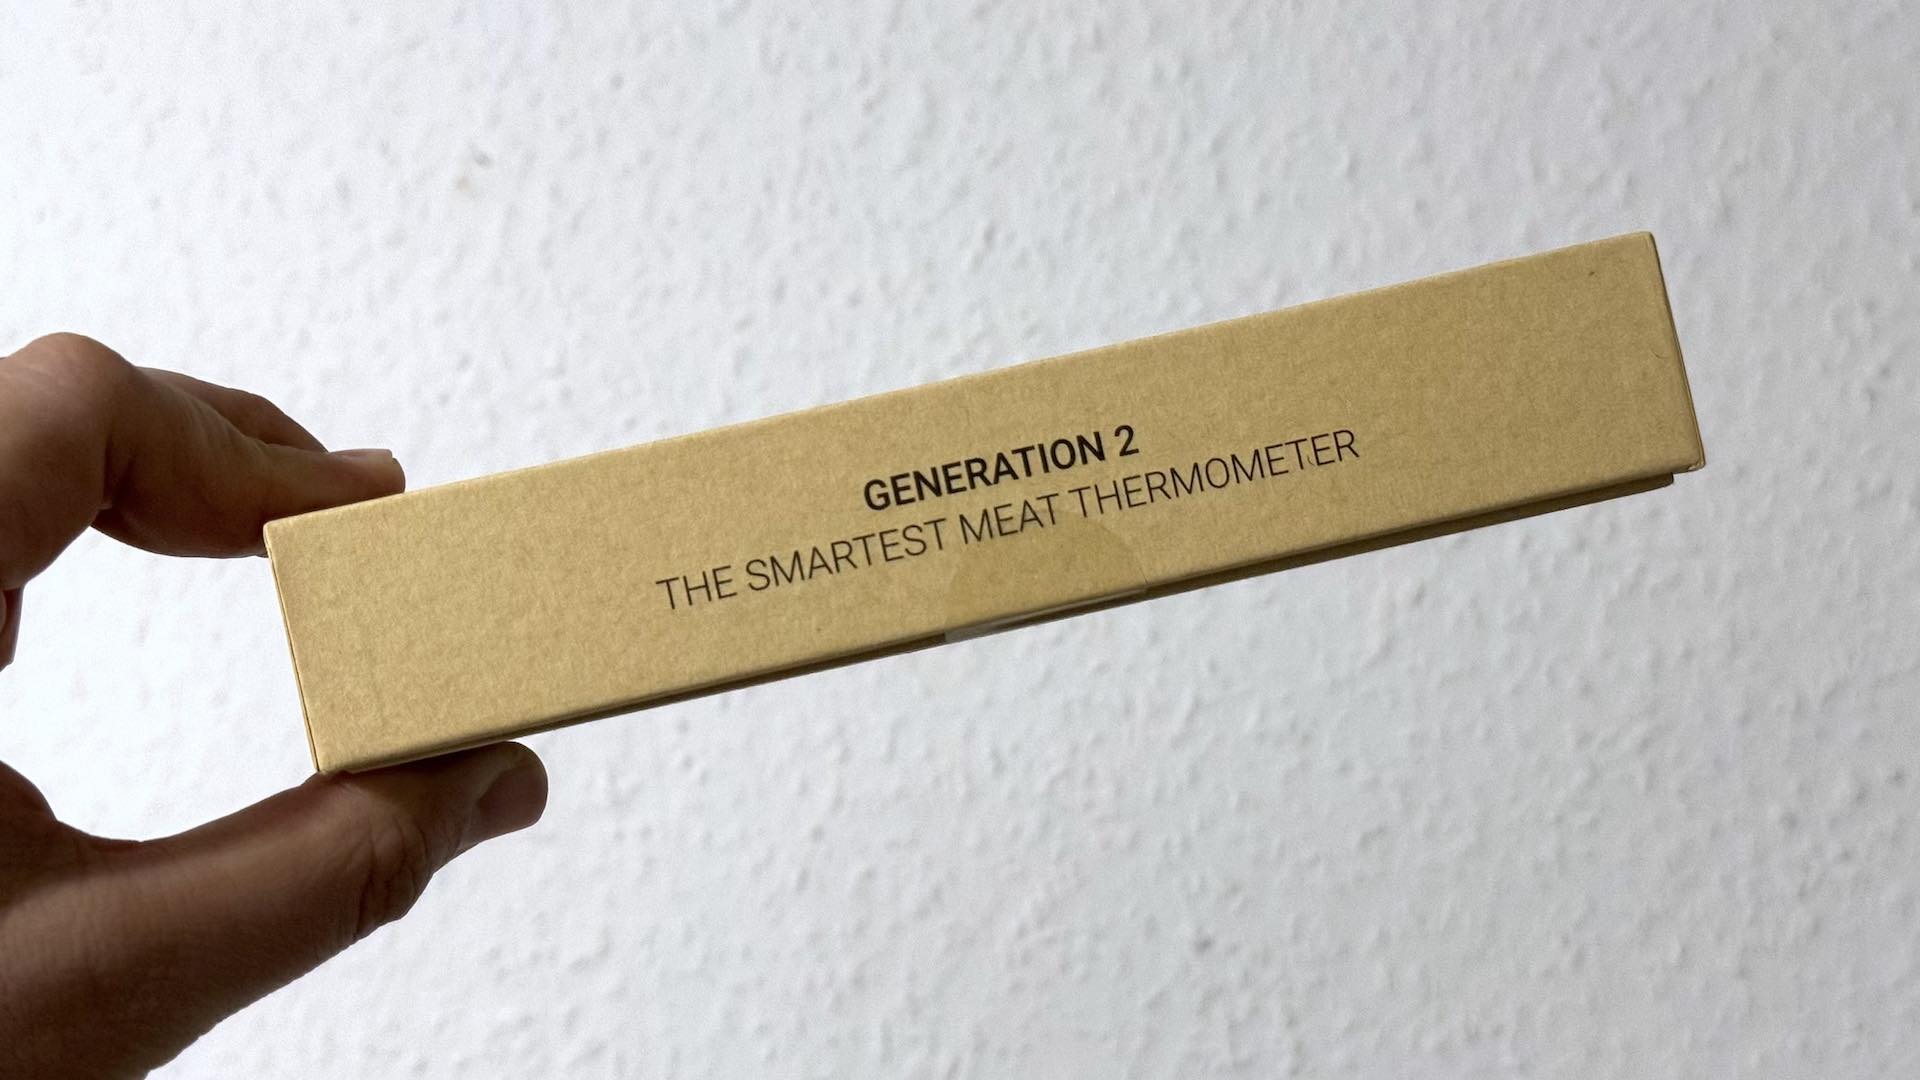 GENERATION 2
THE SMARTEST MEAT THERMOMETER